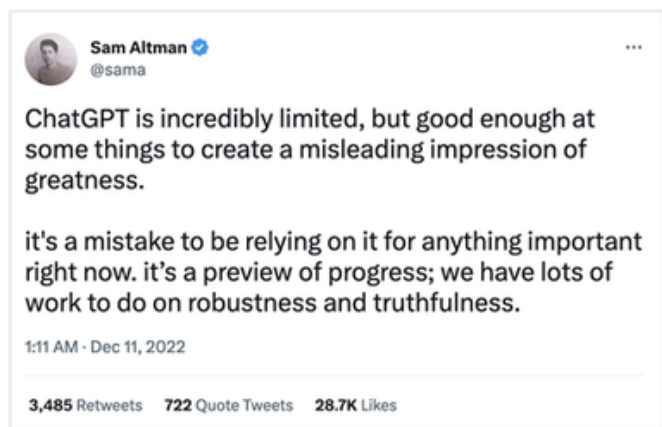 Sam Altman
@sama
ChatGPT is incredibly limited, but good enough at
some things to create a misleading impression of
greatness.
it's a mistake to be relying on it for anything important
right now. it’s a preview of progress; we have lots of
work to do on robustness and truthfulness.
1:11 AM · Dec 11, 2022
3,485 Retweets 722 Quote Tweets 28.7K Likes